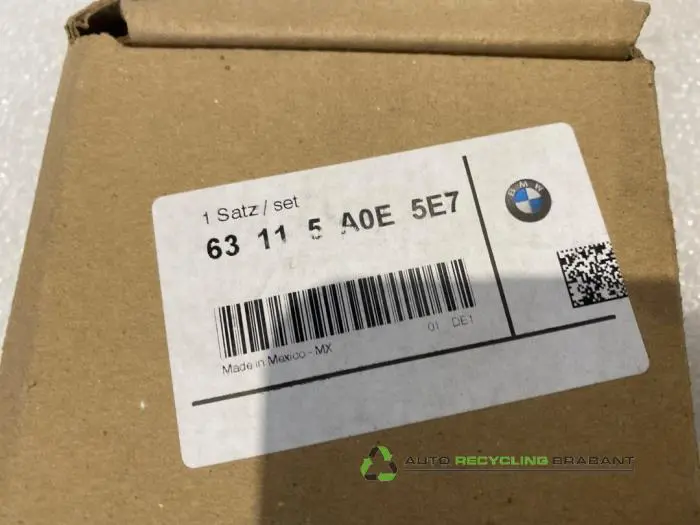 1 Satz / set
63 11 5 A0E 5E7
BMW
01 DE1
Made in Mexico - MX
AUTO RECYCLING BRABANT